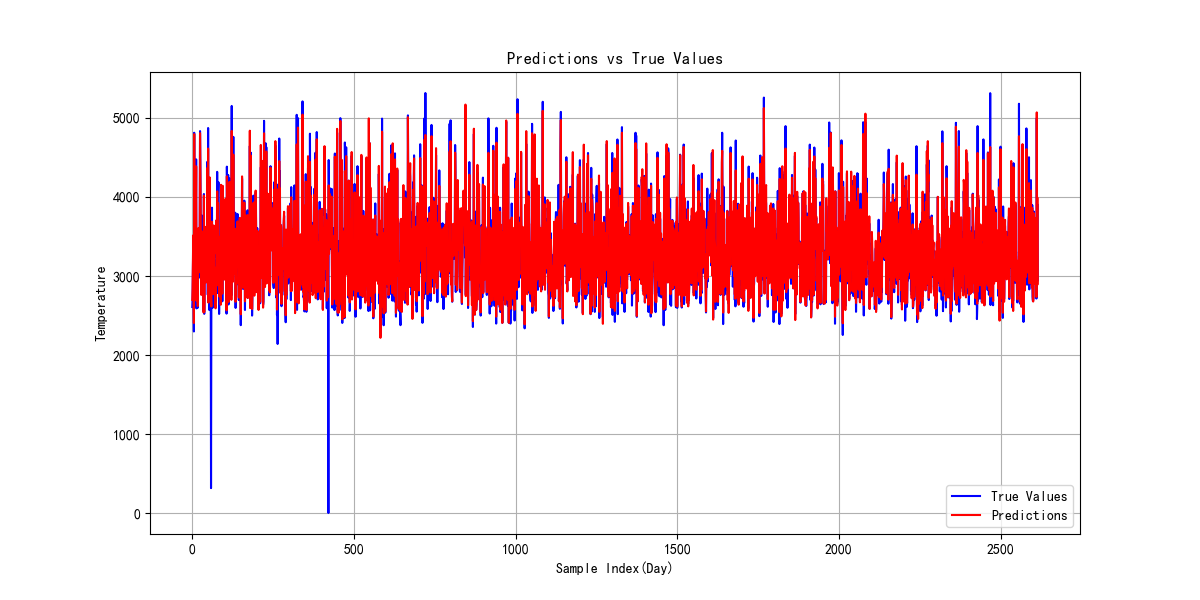 Predictions vs True Values
Temperature
5000
4000
3000
2000
1000
0
0 500 1000 1500 2000 2500
Sample Index(Day)
True Values
Predictions